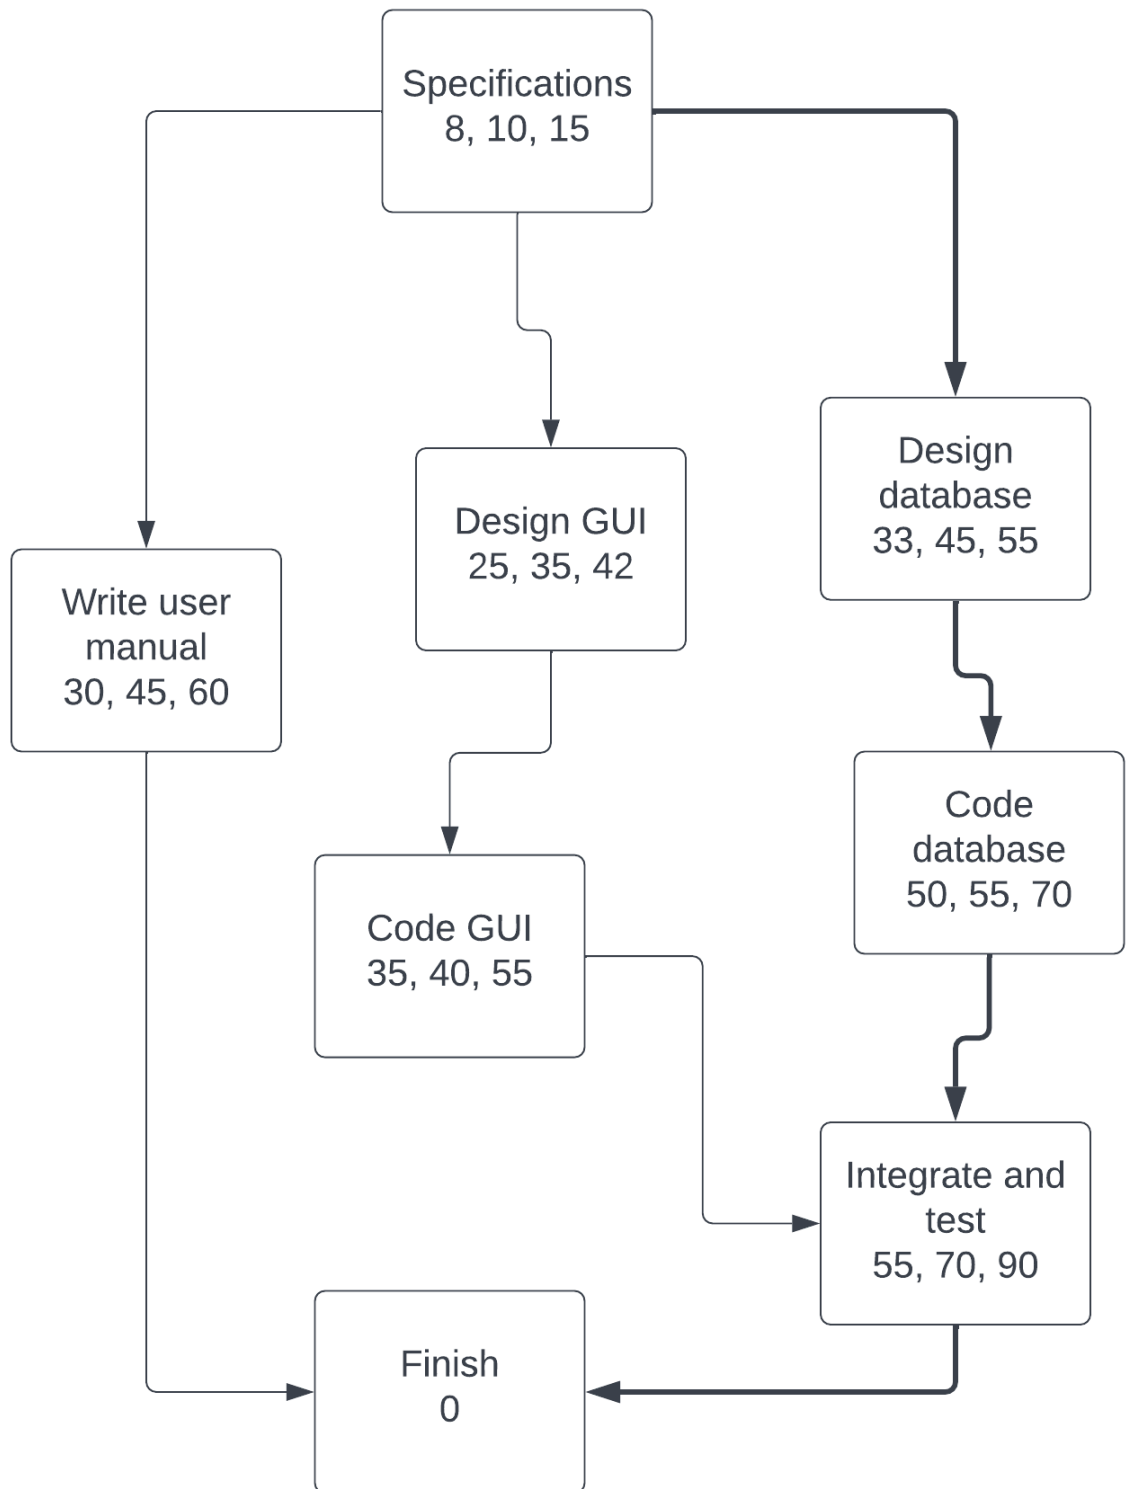 Specifications
8, 10, 15
Design
database
33, 45, 55
Design GUI
25, 35, 42
Write user
manual
30, 45, 60
Code
database
50, 55, 70
Code GUI
35, 40, 55
Integrate and
test
55, 70, 90
Finish
0